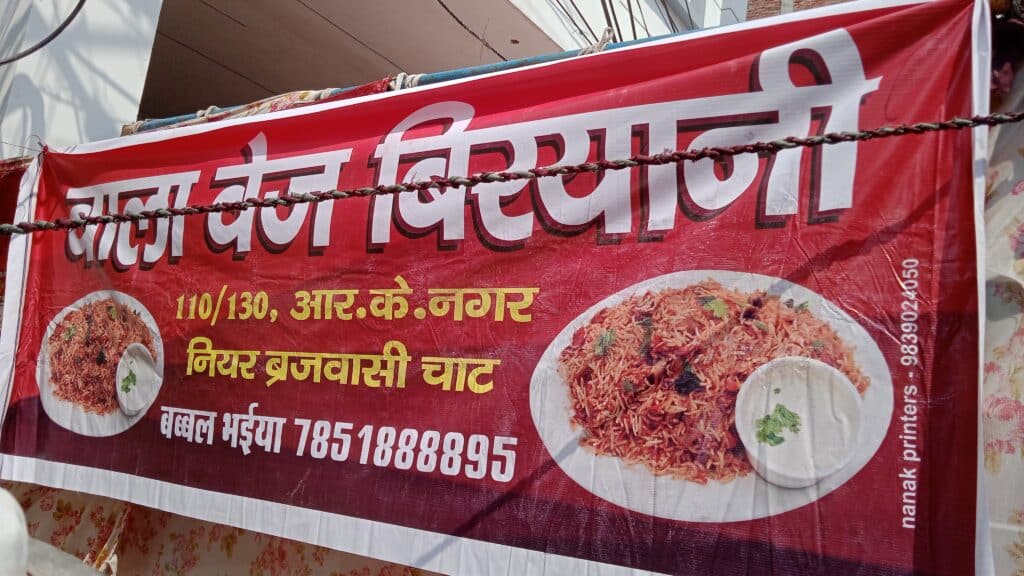 बाला वेज बिरयानी
110/130, आर.के.नगर
नियर ब्रजवासी चाट
बब्बल भईया 7851888895
nanak printers - 9839024050